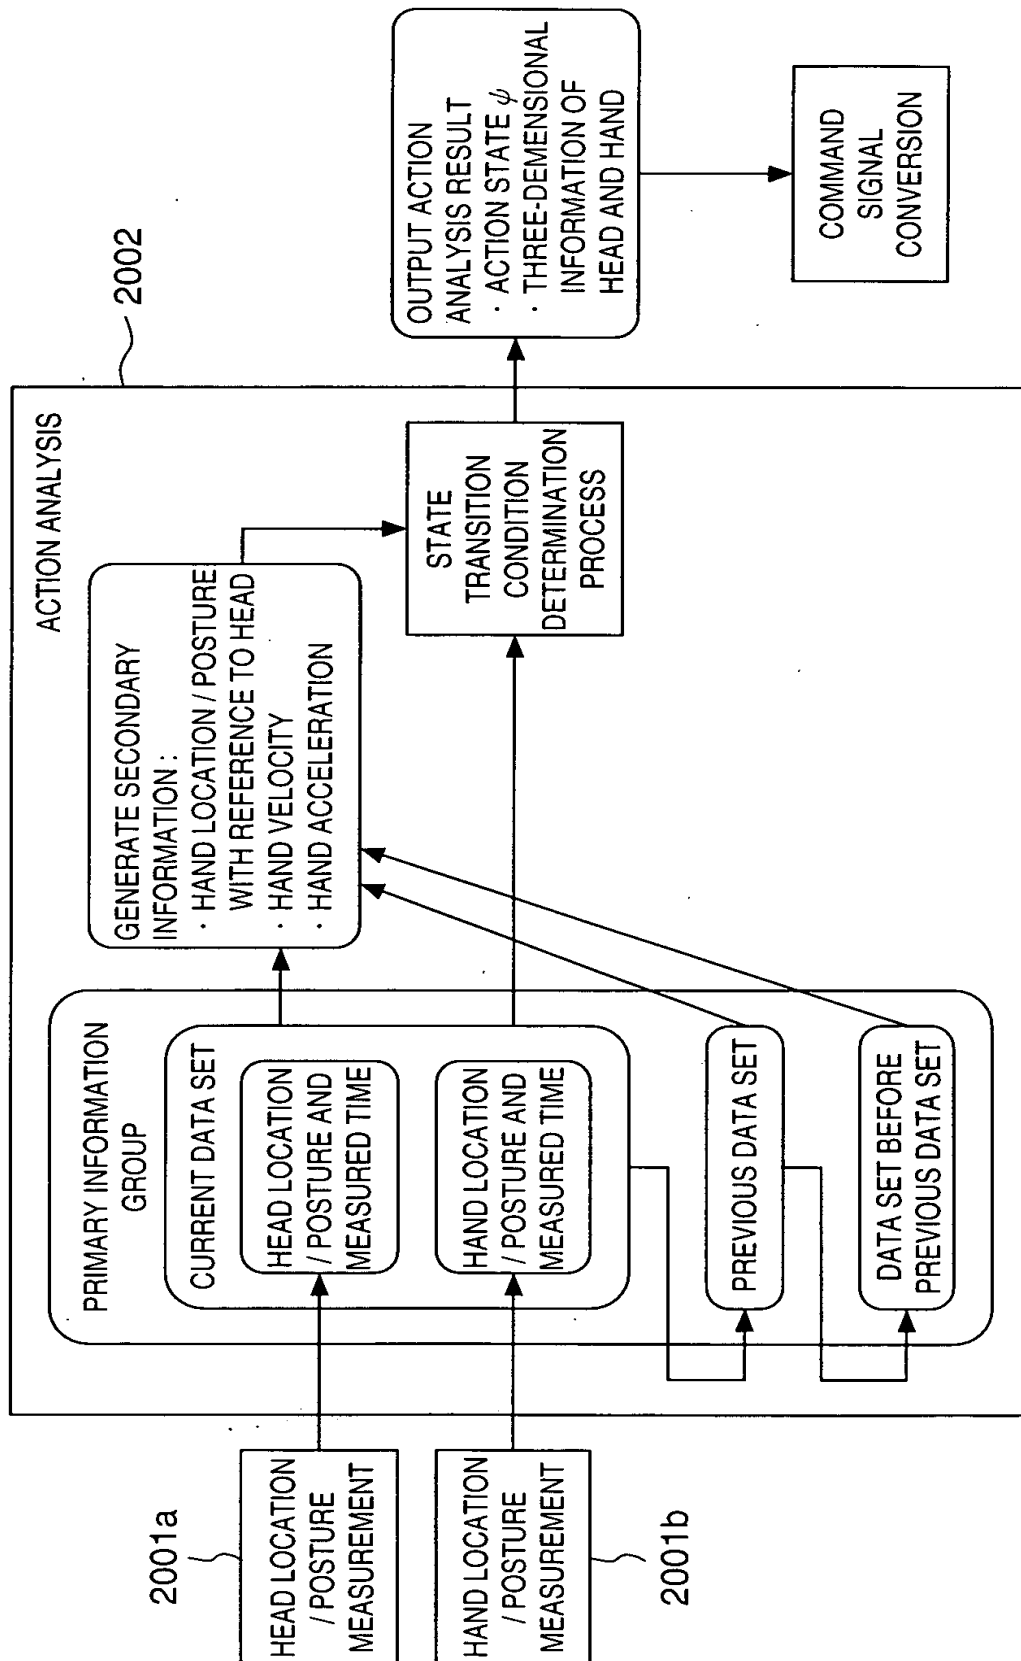 2001a
HEAD LOCATION
/ POSTURE
MEASUREMENT
HAND LOCATION
/ POSTURE
MEASUREMENT
2001b
ACTION ANALYSIS
2002
PRIMARY INFORMATION
GROUP
CURRENT DATA SET
HEAD LOCATION
/ POSTURE AND
MEASURED TIME
HAND LOCATION
/ POSTURE AND
MEASURED TIME
PREVIOUS DATA SET
DATA SET BEFORE
PREVIOUS DATA SET
GENERATE SECONDARY
INFORMATION :
· HAND LOCATION / POSTURE
WITH REFERENCE TO HEAD
· HAND VELOCITY
· HAND ACCELERATION
STATE
TRANSITION
CONDITION
DETERMINATION
PROCESS
OUTPUT ACTION
ANALYSIS RESULT
· ACTION STATE ψ
· THREE-DEMENSIONAL
INFORMATION OF
HEAD AND HAND
COMMAND
SIGNAL
CONVERSION